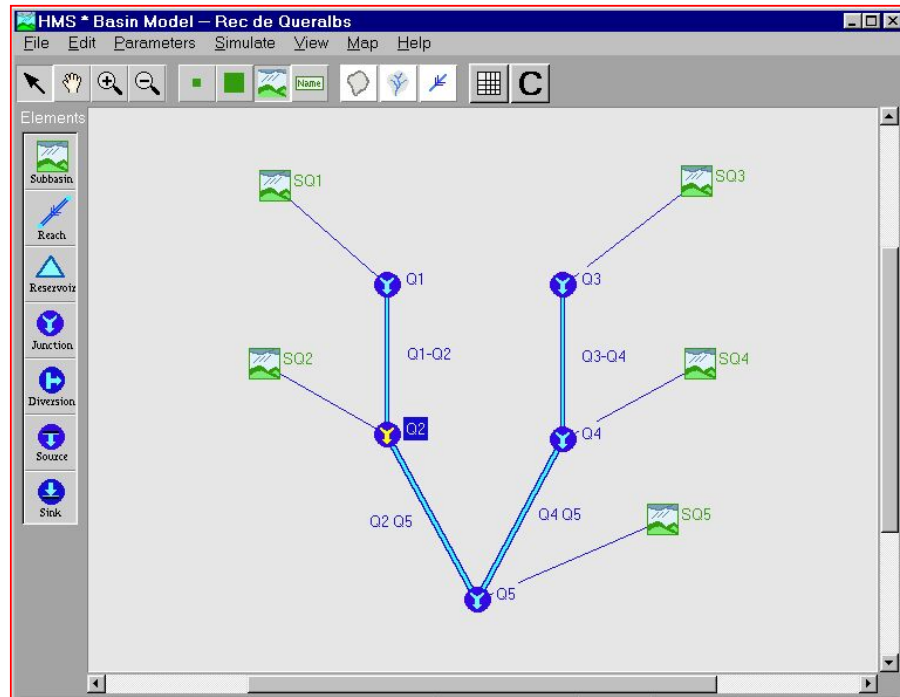 HMS * Basin Model – Rec de Queralbs
File Edit Parameters Simulate View Map Help
Name
C
Elements
Subbasin
Reach
Reservoir
Junction
Diversion
Source
Sink
SQ1
SQ3
Q1
Q3
Q1-Q2
Q3-Q4
SQ2
SQ4
Q2
Q4
Q2 Q5
Q4 Q5
SQ5
Q5